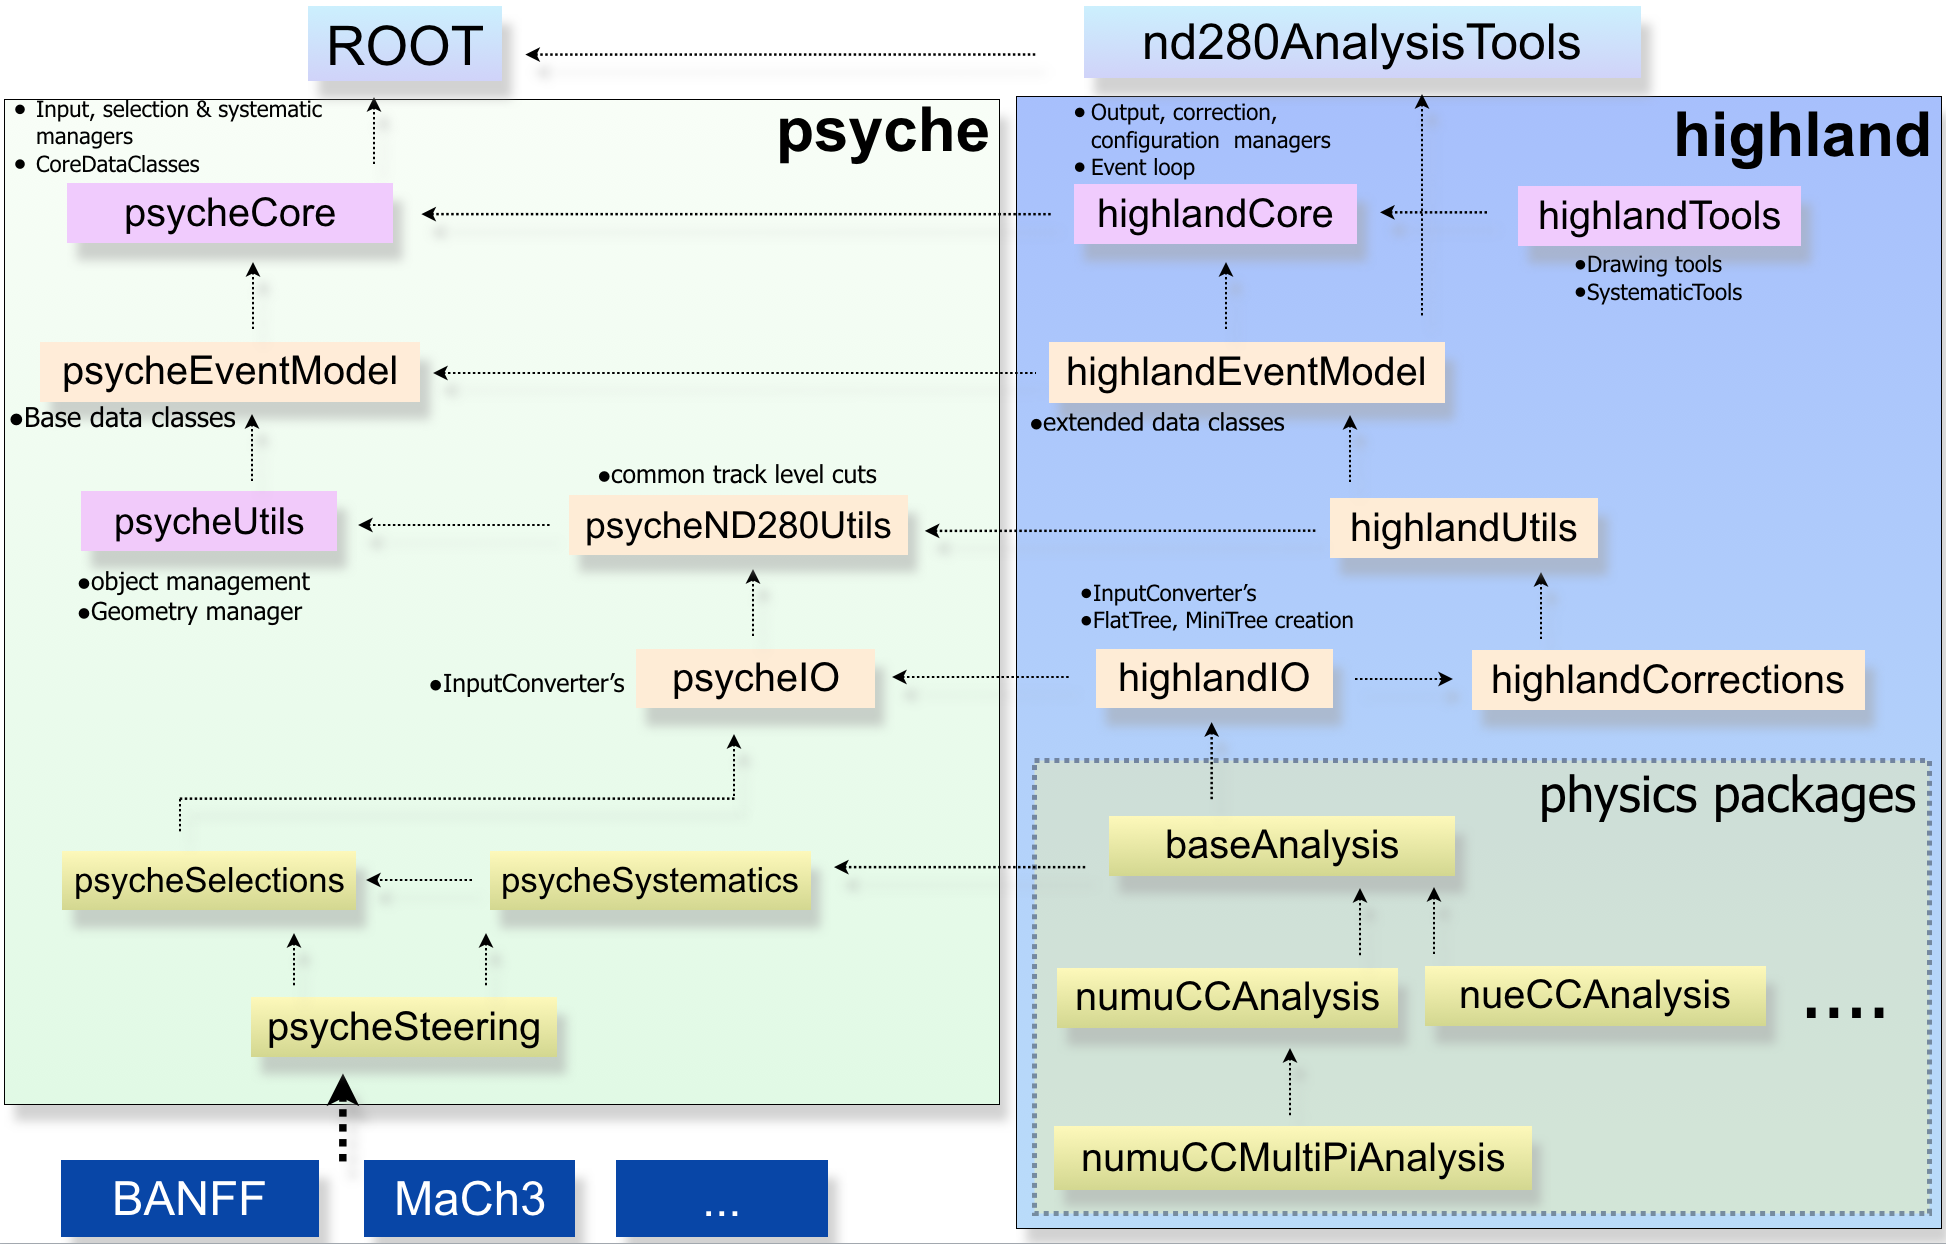 ROOT
nd280AnalysisTools
psyche
• Input, selection & systematic
managers
• CoreDataClasses
psycheCore
psycheEventModel
•Base data classes
psycheUtils
•object management
•Geometry manager
•common track level cuts
psycheND280Utils
•InputConverter’s
psycheIO
psycheSelections
psycheSystematics
psycheSteering
highland
• Output, correction,
configuration managers
• Event loop
highlandCore
highlandTools
•Drawing tools
•SystematicTools
highlandEventModel
•extended data classes
highlandUtils
•InputConverter’s
•FlatTree, MiniTree creation
highlandIO
highlandCorrections
physics packages
baseAnalysis
numuCCAnalysis
nueCCAnalysis
....
numuCCMultiPiAnalysis
BANFF
MaCh3
...